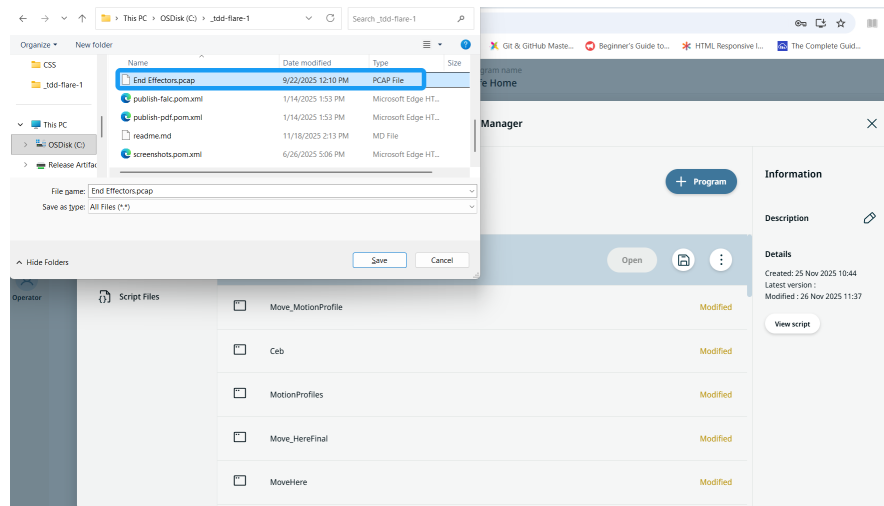 This PC > OSDisk (C:) > _tdd-flare-1
Search _tdd-flare-1
Organize
New folder
Git & GitHub Maste...
Beginner's Guide to...
HTML Responsive I...
The Complete Guid...
CSS
_tdd-flare-1
This PC
OSDisk (C:)
Release Artifac
Name
Date modified
Type
Size
End Effectors.pcap
9/22/2025 12:10 PM
PCAP File
publish-falc.pom.xml
1/14/2025 1:53 PM
Microsoft Edge HT...
publish-pdf.pom.xml
1/14/2025 1:53 PM
Microsoft Edge HT...
readme.md
11/18/2025 2:13 PM
MD File
screenshots.pom.xml
6/26/2025 5:06 PM
Microsoft Edge HT...
File name: End Effectors.pcap
Save as type: All Files (*.*)
Hide Folders
Save
Cancel
gram name
fe Home
Manager
Program
Open
Operator
Script Files
Move_MotionProfile
Modified
Ceb
Modified
MotionProfiles
Modified
Move_HereFinal
Modified
MoveHere
Modified
Information
Description
Details
Created: 25 Nov 2025 10:44
Latest version :
Modified : 26 Nov 2025 11:37
View script